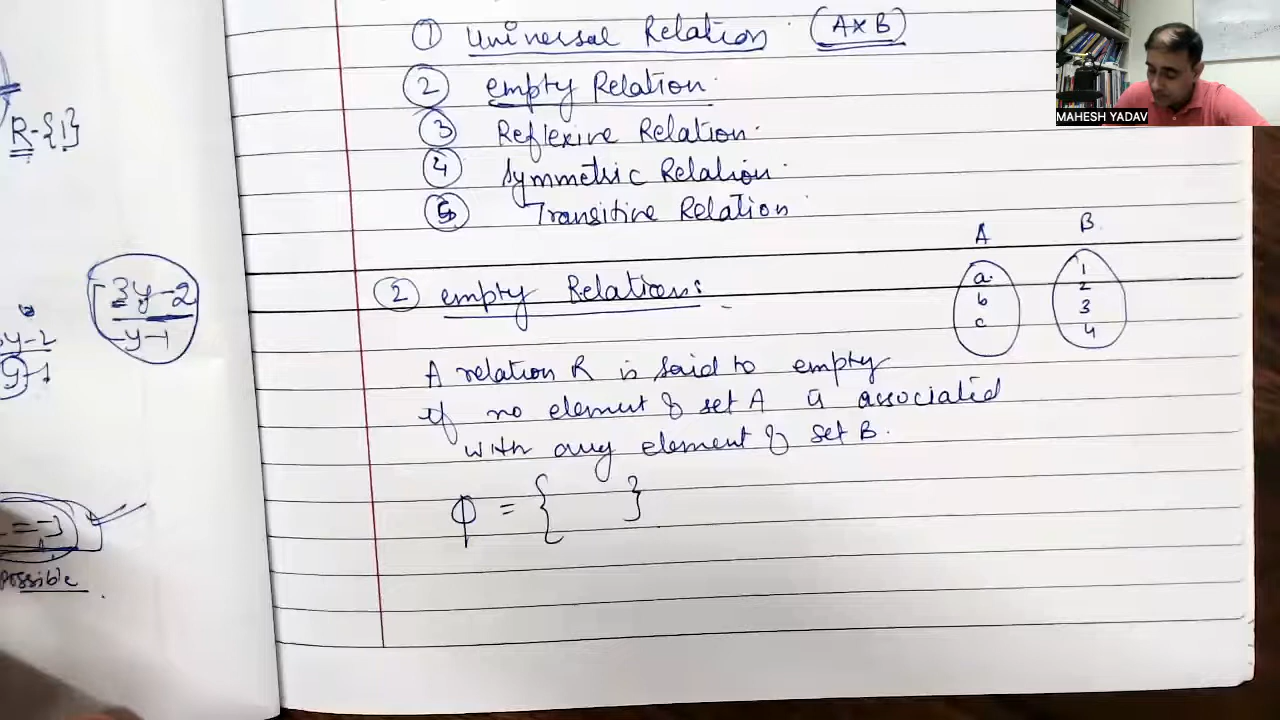 ① Universal Relation (A×B)
② empty Relation
③ Reflexive Relation
④ Symmetric Relation
⑤ Transitive Relation
MAHESH YADAV
R-{1}
3y-2
y-1
y-2
A B
a 1
b 2
c 3
4
② empty Relation:
A relation R is said to empty
if no element of set A is associated
with any element of set B.
φ = { }
possible